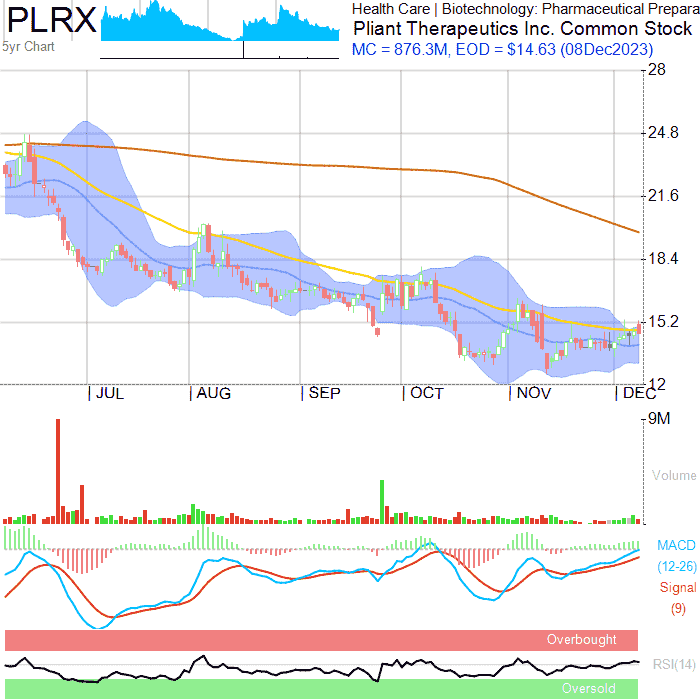 PLRX
5yr Chart
Health Care | Biotechnology: Pharmaceutical Prepara
Pliant Therapeutics Inc. Common Stock
MC = 876.3M, EOD = $14.63 (08Dec2023)
28
24.8
21.6
18.4
15.2
12
JUL AUG SEP OCT NOV DEC
9M
Volume
MACD
(12-26)
Signal
(9)
Overbought
RSI(14)
Oversold